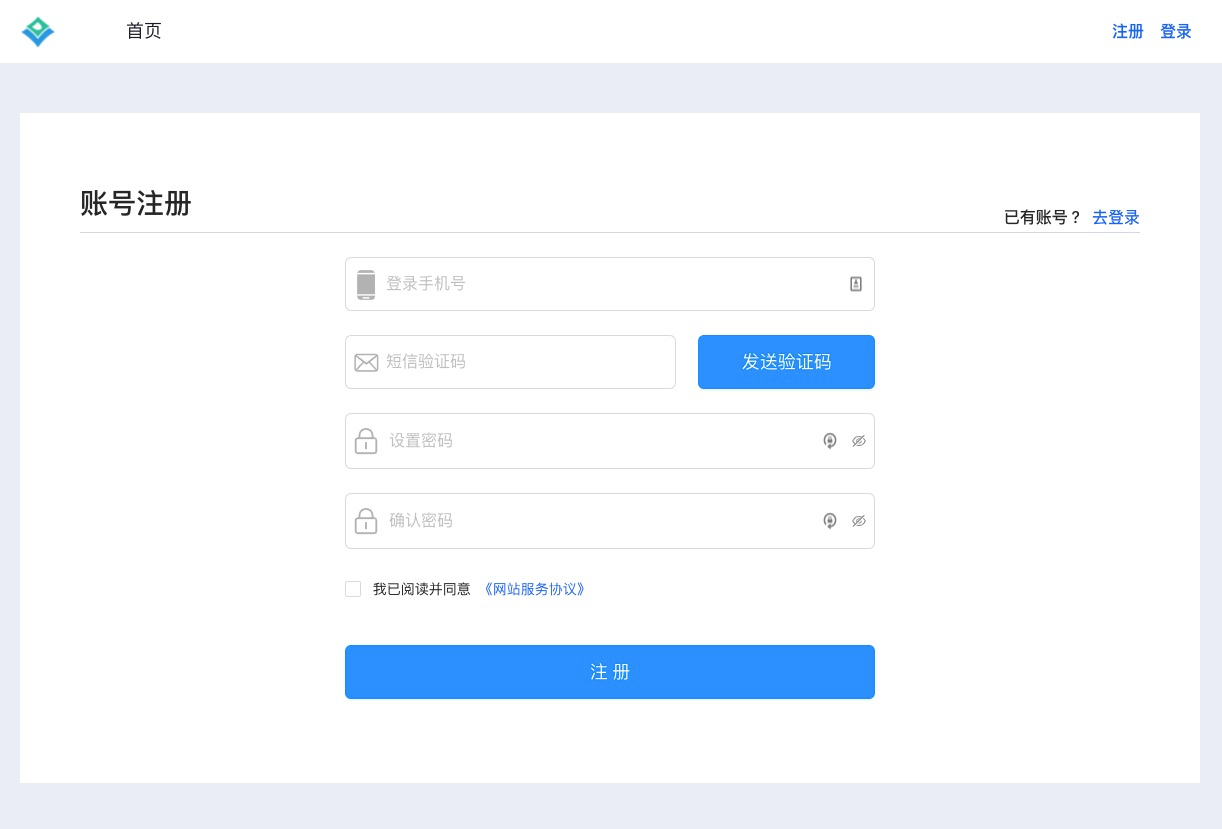 首页
注册 登录
账号注册
已有账号？ 去登录
登录手机号
短信验证码 发送验证码
设置密码
确认密码
我已阅读并同意 《网站服务协议》
注 册